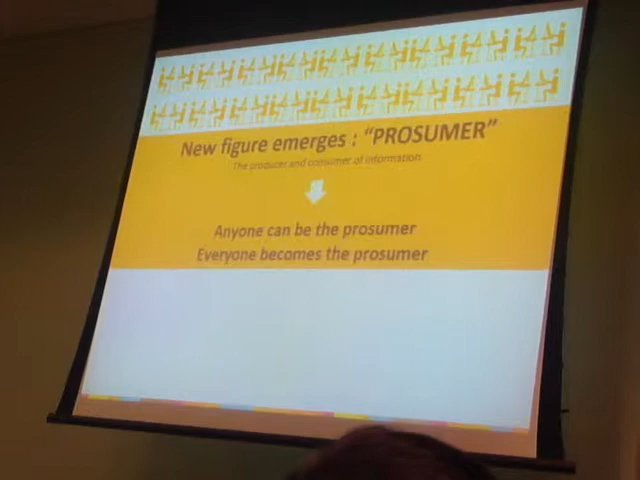 New figure emerges : “PROSUMER”
The producer and consumer of information
Anyone can be the prosumer
Everyone becomes the prosumer